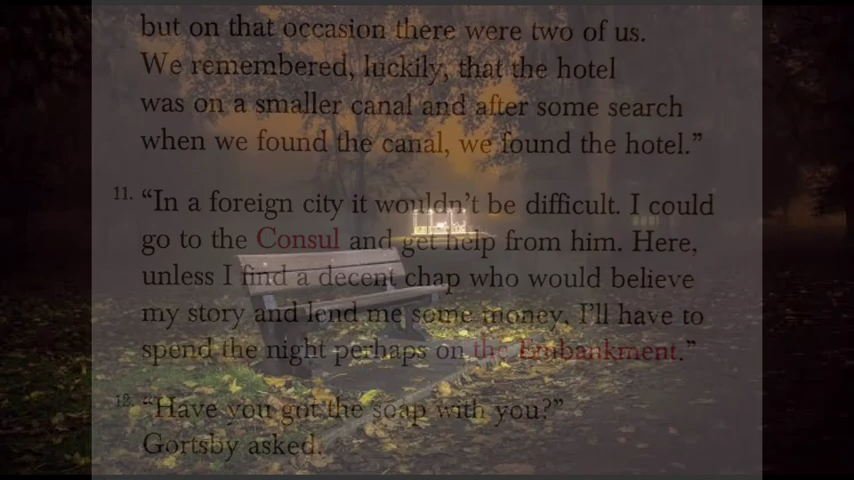 but on that occasion there were two of us.
We remembered, luckily, that the hotel
was on a smaller canal and after some search
when we found the canal, we found the hotel.”
11. “In a foreign city it wouldn’t be difficult. I could
go to the Consul and get help from him. Here,
unless I find a decent chap who would believe
my story and lend me some money, I’ll have to
spend the night perhaps on the Embankment.”
12. “Have you got the soap with you?”
Gortsby asked.